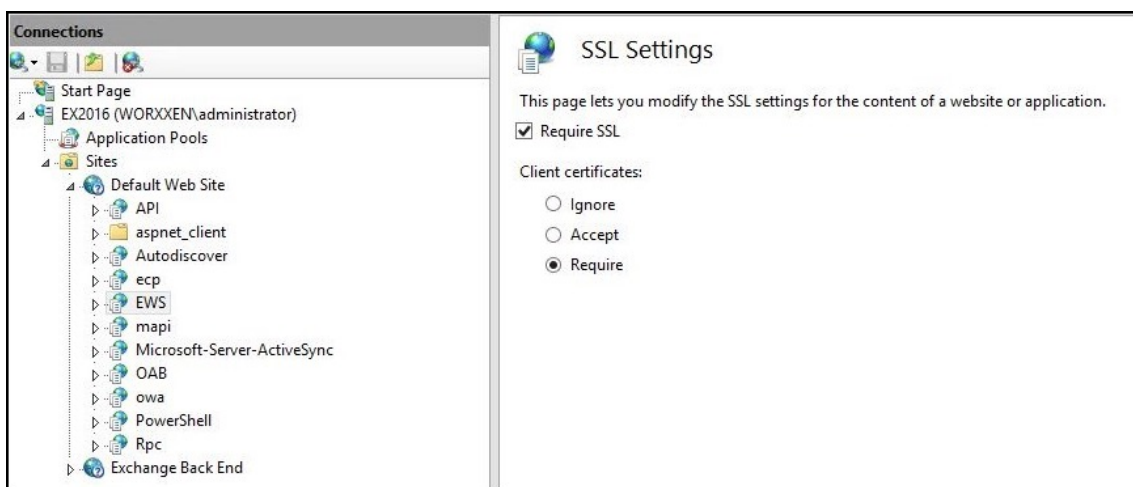 Connections
Start Page
EX2016 (WORXXEN\administrator)
Application Pools
Sites
Default Web Site
API
aspnet_client
Autodiscover
ecp
EWS
mapi
Microsoft-Server-ActiveSync
OAB
owa
PowerShell
Rpc
Exchange Back End
SSL Settings
This page lets you modify the SSL settings for the content of a website or application.
Require SSL
Client certificates:
Ignore
Accept
Require